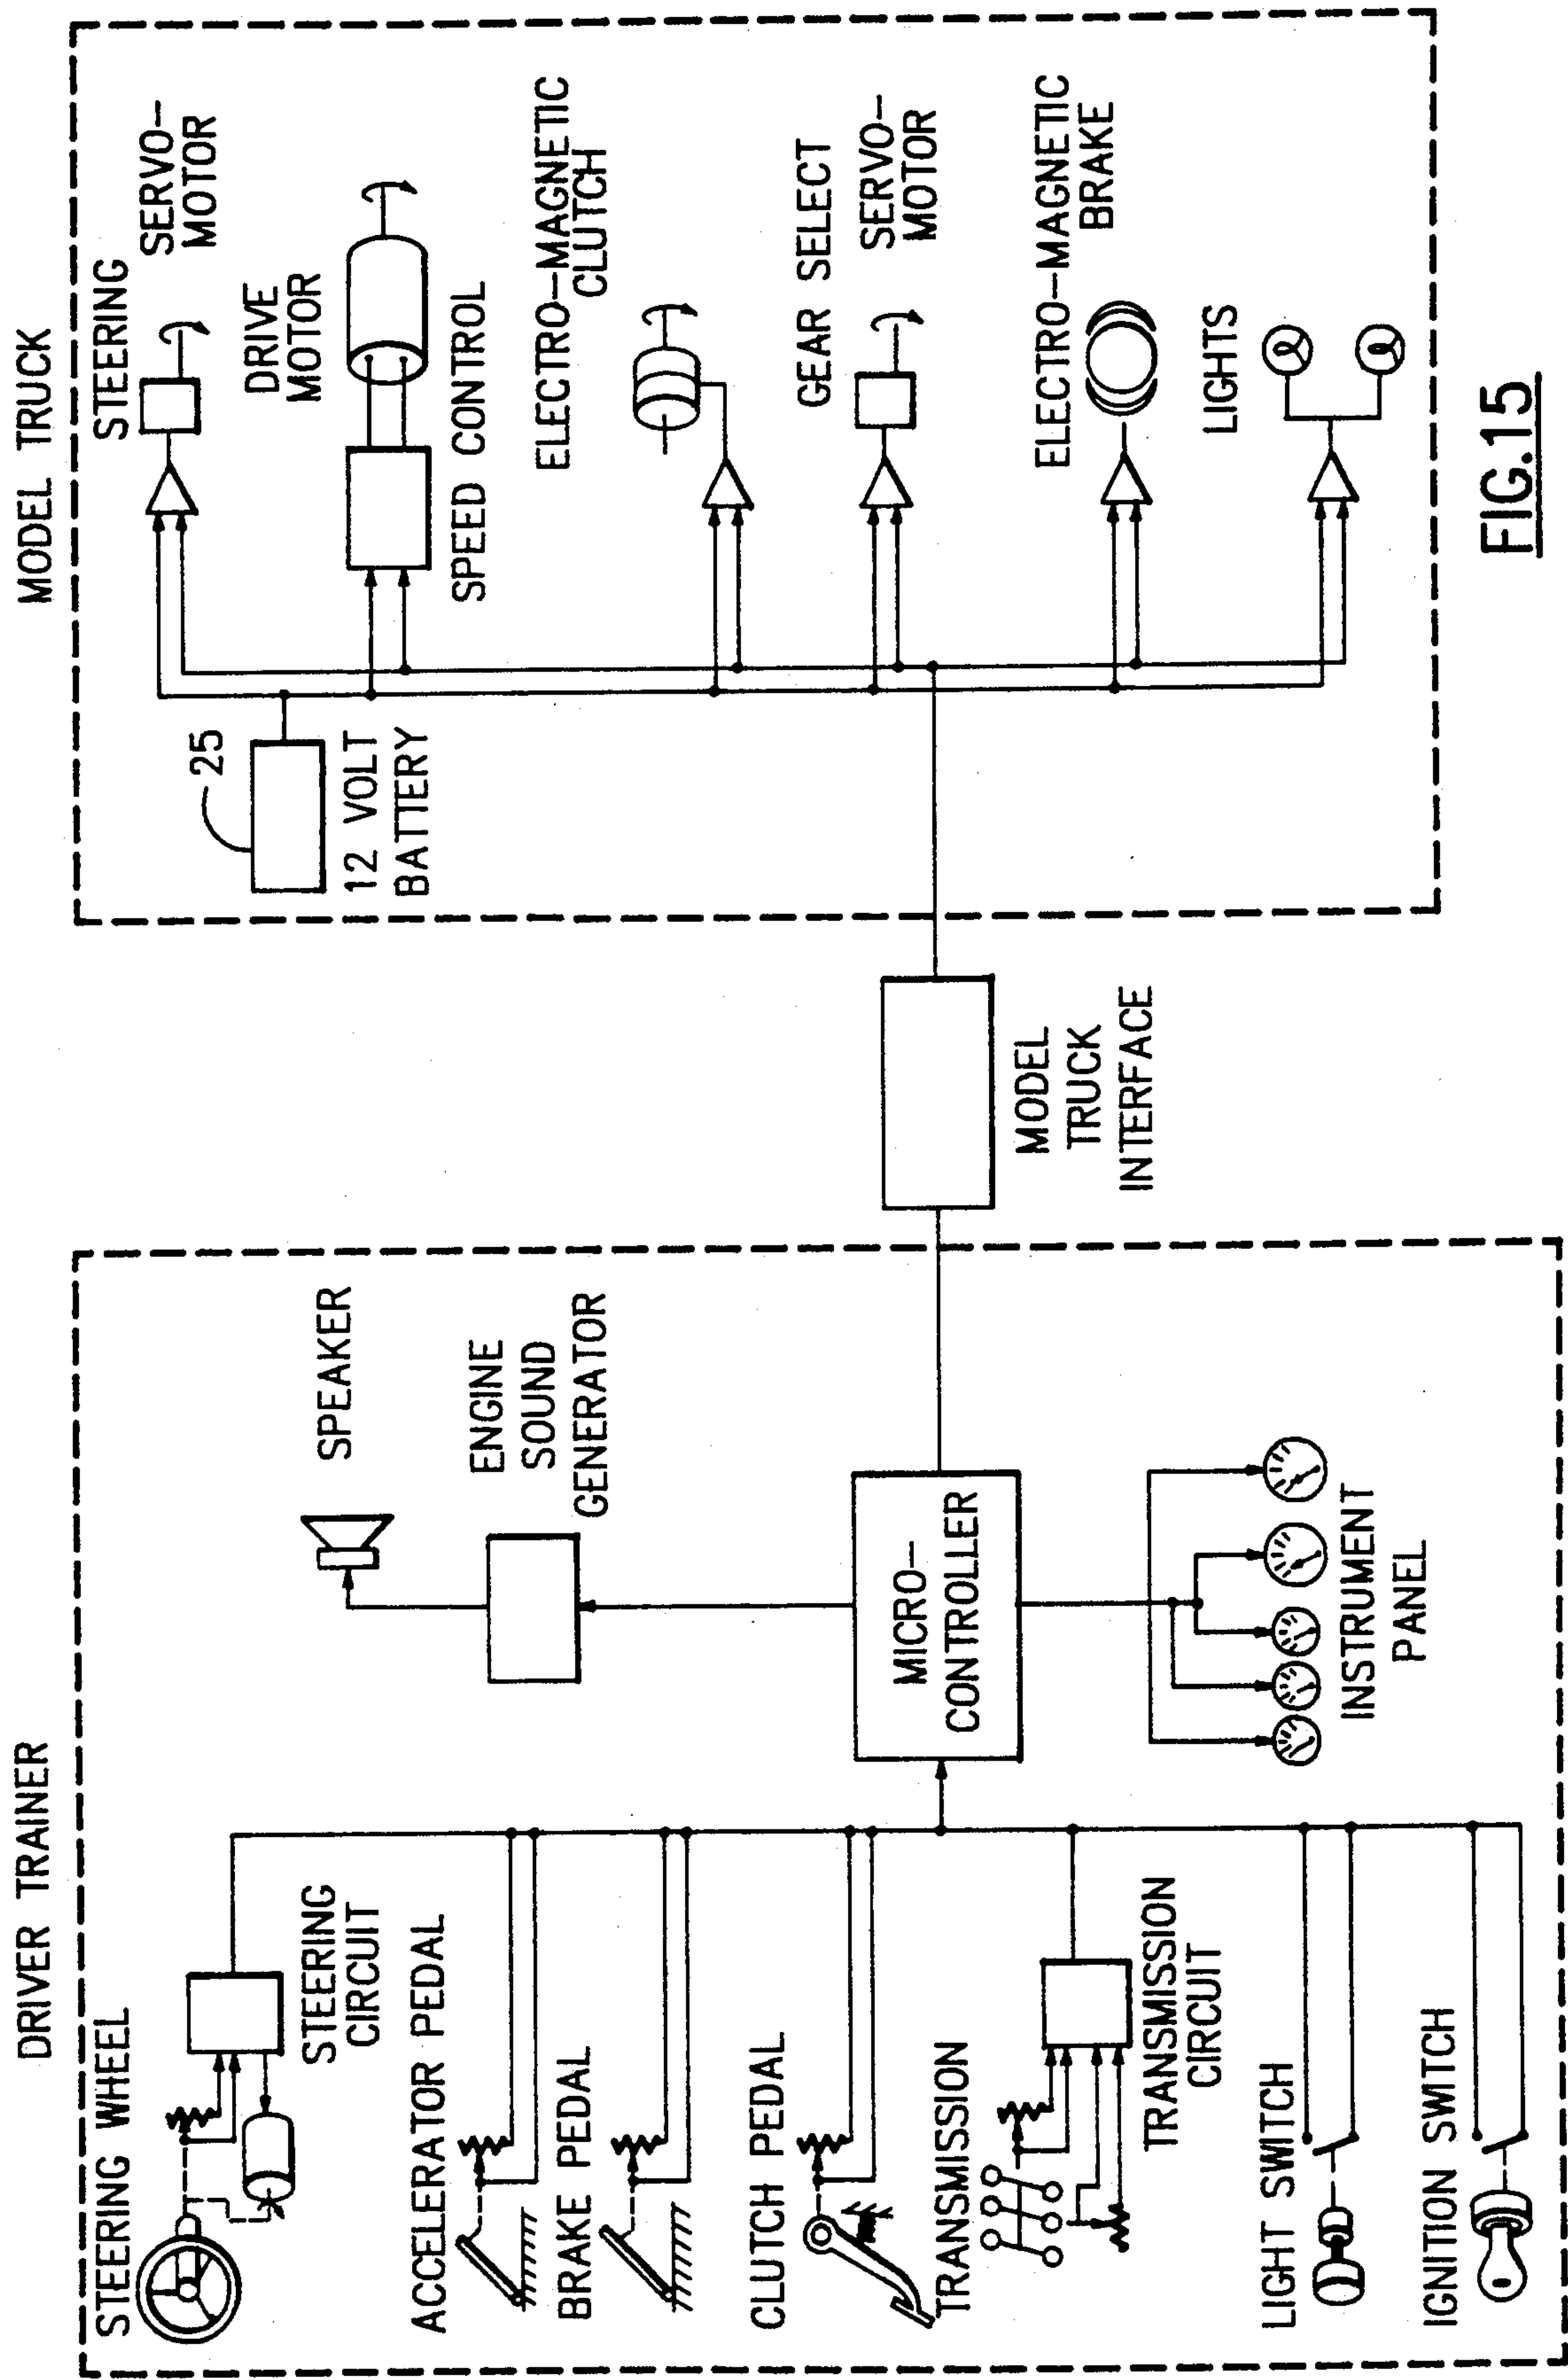 DRIVER TRAINER
STEERING WHEEL
STEERING
CIRCUIT
ACCELERATOR PEDAL
BRAKE PEDAL
CLUTCH PEDAL
TRANSMISSION
TRANSMISSION
CIRCUIT
LIGHT SWITCH
IGNITION SWITCH
SPEAKER
ENGINE
SOUND
GENERATOR
MICRO-
CONTROLLER
INSTRUMENT
PANEL
MODEL
TRUCK
INTERFACE
MODEL TRUCK
25
12 VOLT
BATTERY
STEERING
SERVO-
MOTOR
DRIVE
MOTOR
SPEED CONTROL
ELECTRO-MAGNETIC
CLUTCH
GEAR SELECT
SERVO-
MOTOR
ELECTRO-MAGNETIC
BRAKE
LIGHTS
FIG.15